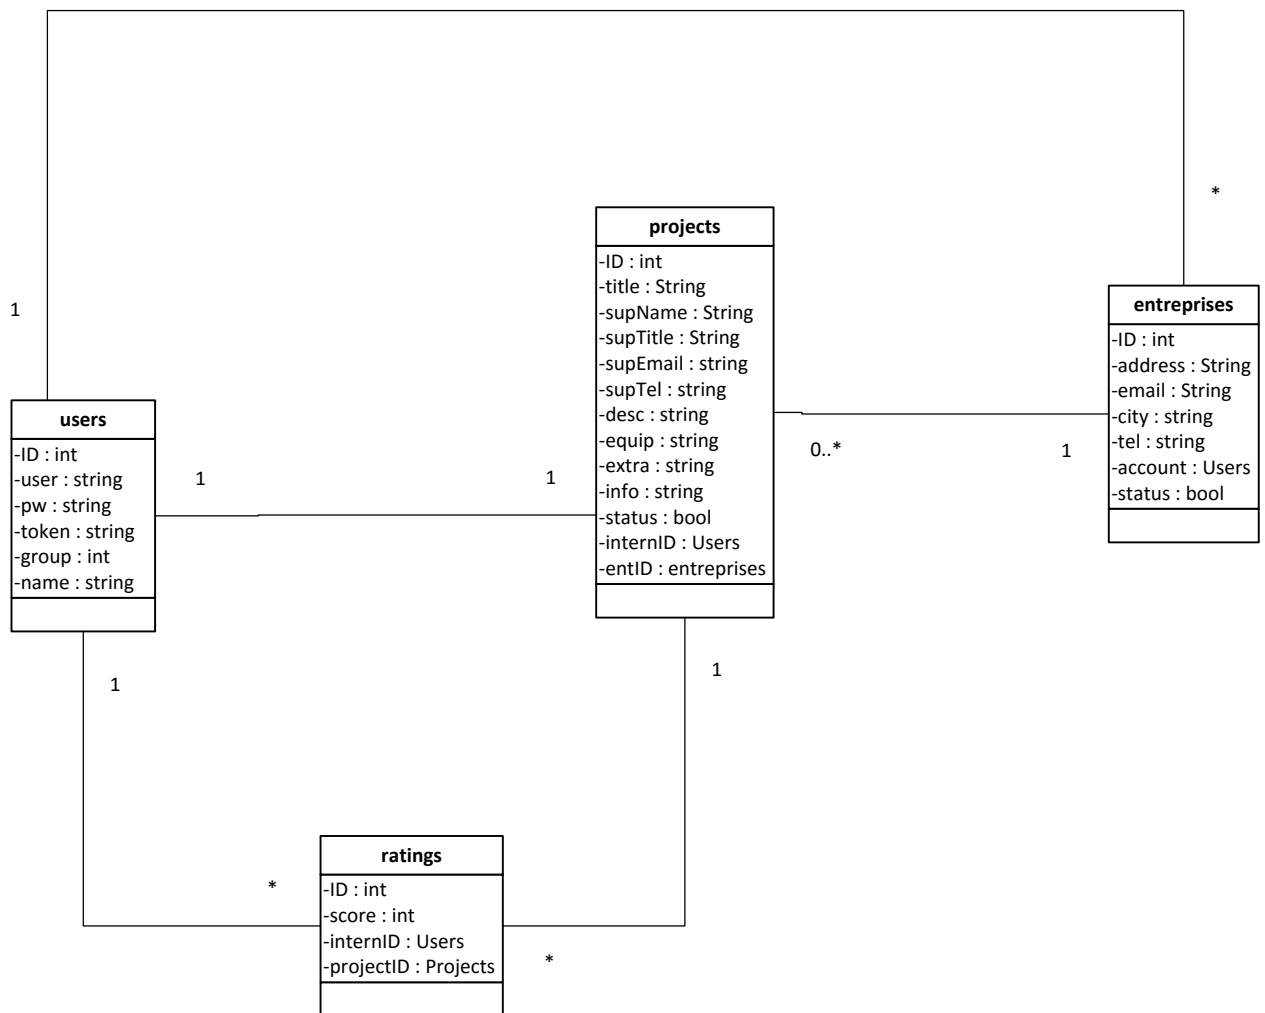 *
projects
-ID : int
-title : String
-supName : String
-supTitle : String
-supEmail : string
-supTel : string
-desc : string
-equip : string
-extra : string
-info : string
-status : bool
-internID : Users
-entID : entreprises
entreprises
-ID : int
-address : String
-email : String
-city : string
-tel : string
-account : Users
-status : bool
1
users
-ID : int
-user : string
-pw : string
-token : string
-group : int
-name : string
1
1
0..*
1
1
1
ratings
-ID : int
-score : int
-internID : Users
-projectID : Projects
*
*